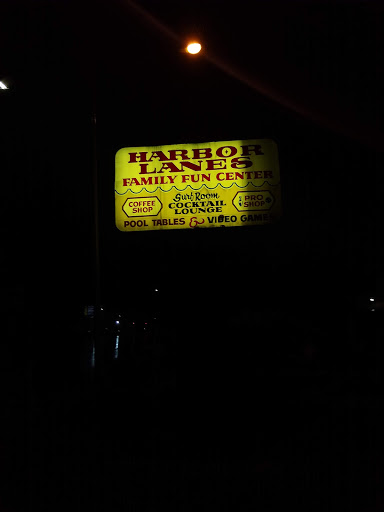 HARBOR
LANES
FAMILY FUN CENTER
Surf Room
COFFEE SHOP
COCKTAIL LOUNGE
PRO SHOP
POOL TABLES & VIDEO GAMES